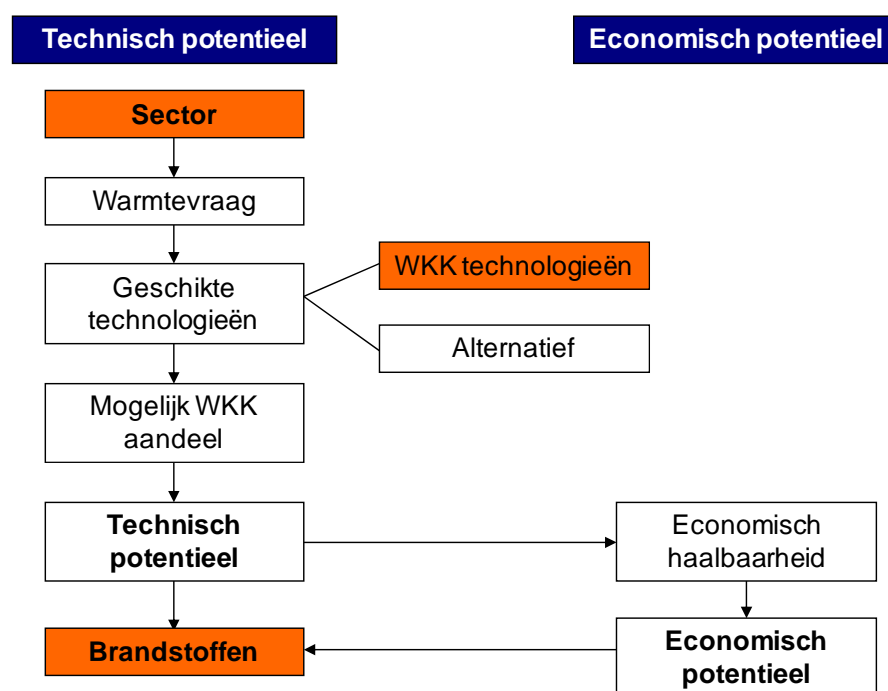 Technisch potentieel
Economisch potentieel
Sector
Warmtevraag
WKK technologieën
Geschikte
technologieën
Alternatief
Mogelijk WKK
aandeel
Technisch
potentieel
Economisch
haalbaarheid
Brandstoffen
Economisch
potentieel